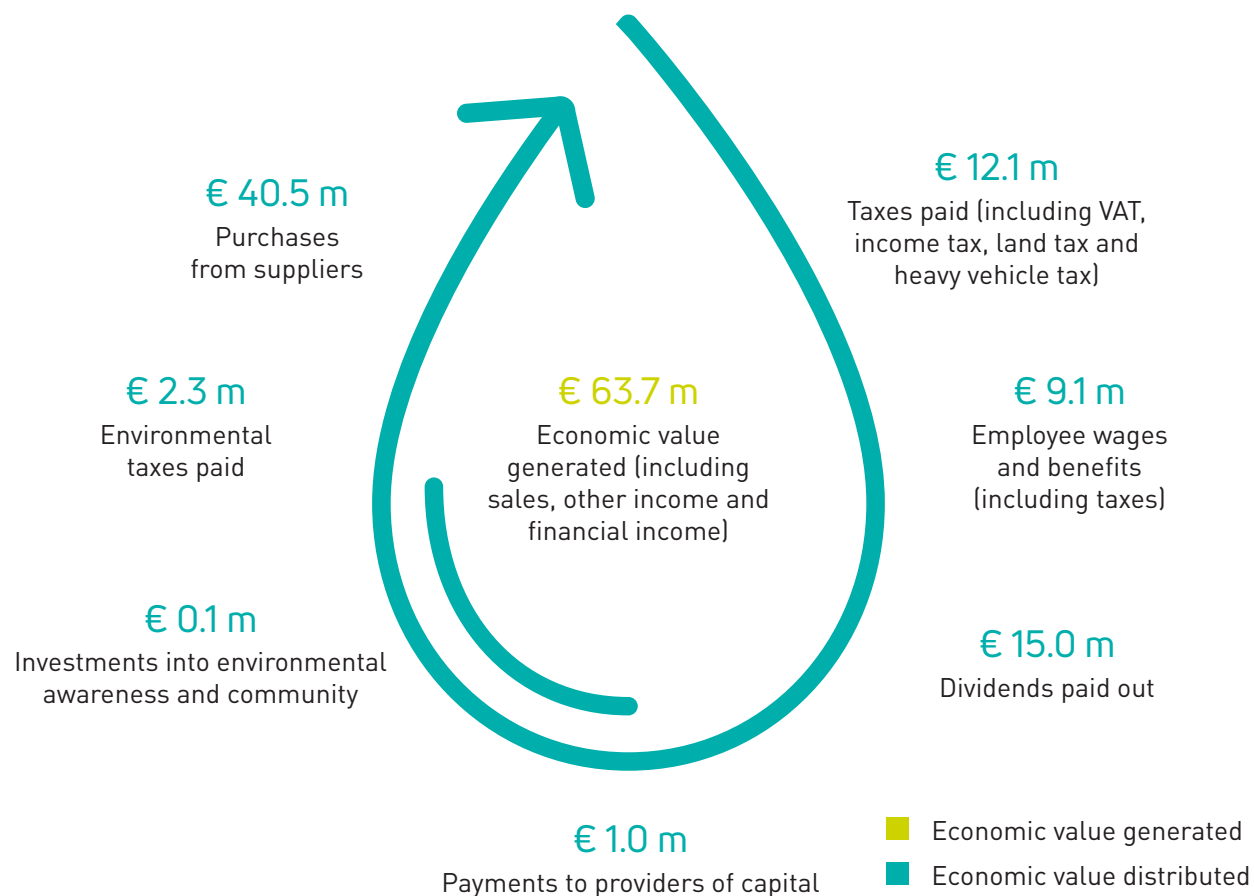 € 40.5 m
Purchases
from suppliers
€ 12.1 m
Taxes paid (including VAT,
income tax, land tax and
heavy vehicle tax)
€ 2.3 m
Environmental
taxes paid
€ 63.7 m
Economic value
generated (including
sales, other income and
financial income)
€ 9.1 m
Employee wages
and benefits
(including taxes)
€ 0.1 m
Investments into environmental
awareness and community
€ 15.0 m
Dividends paid out
€ 1.0 m
Payments to providers of capital
Economic value generated
Economic value distributed